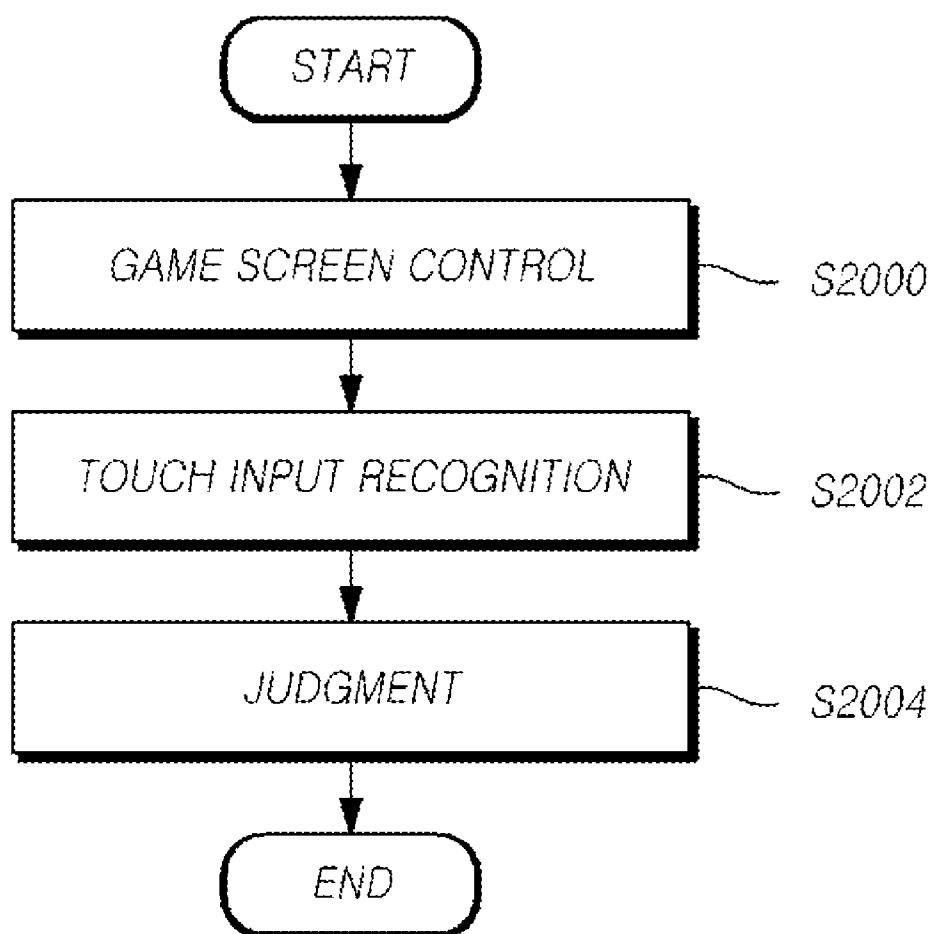 START
GAME SCREEN CONTROL
S2000
TOUCH INPUT RECOGNITION
S2002
JUDGMENT
S2004
END